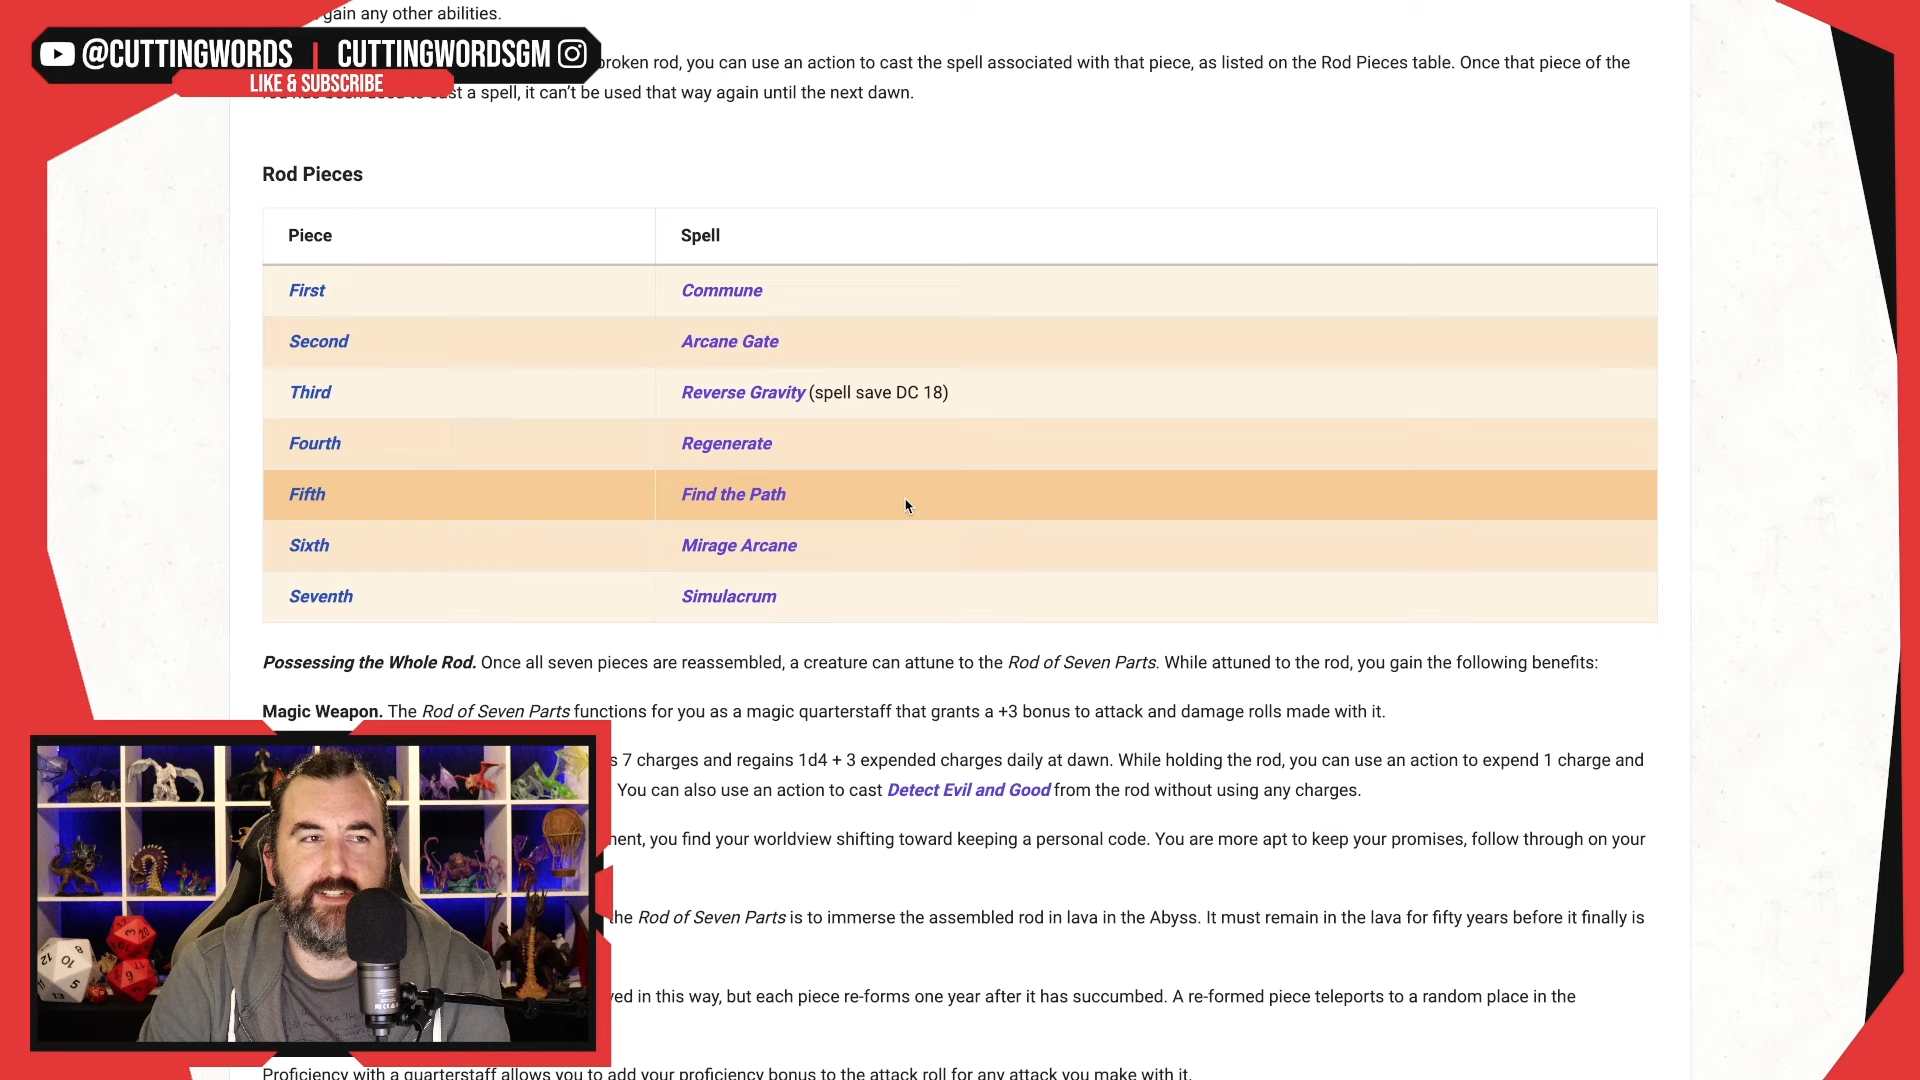 gain any other abilities.
@CUTTINGWORDS | CUTTINGWORDSGM
LIKE & SUBSCRIBE
broken rod, you can use an action to cast the spell associated with that piece, as listed on the Rod Pieces table. Once that piece of the
a spell, it can’t be used that way again until the next dawn.
Rod Pieces
Piece Spell
First Commune
Second Arcane Gate
Third Reverse Gravity (spell save DC 18)
Fourth Regenerate
Fifth Find the Path
Sixth Mirage Arcane
Seventh Simulacrum
Possessing the Whole Rod. Once all seven pieces are reassembled, a creature can attune to the Rod of Seven Parts. While attuned to the rod, you gain the following benefits:
Magic Weapon. The Rod of Seven Parts functions for you as a magic quarterstaff that grants a +3 bonus to attack and damage rolls made with it.
7 charges and regains 1d4 + 3 expended charges daily at dawn. While holding the rod, you can use an action to expend 1 charge and
You can also use an action to cast Detect Evil and Good from the rod without using any charges.
you find your worldview shifting toward keeping a personal code. You are more apt to keep your promises, follow through on your
the Rod of Seven Parts is to immerse the assembled rod in lava in the Abyss. It must remain in the lava for fifty years before it finally is
in this way, but each piece re-forms one year after it has succumbed. A re-formed piece teleports to a random place in the
Proficiency with a quarterstaff allows you to add your proficiency bonus to the attack roll for any attack you make with it.